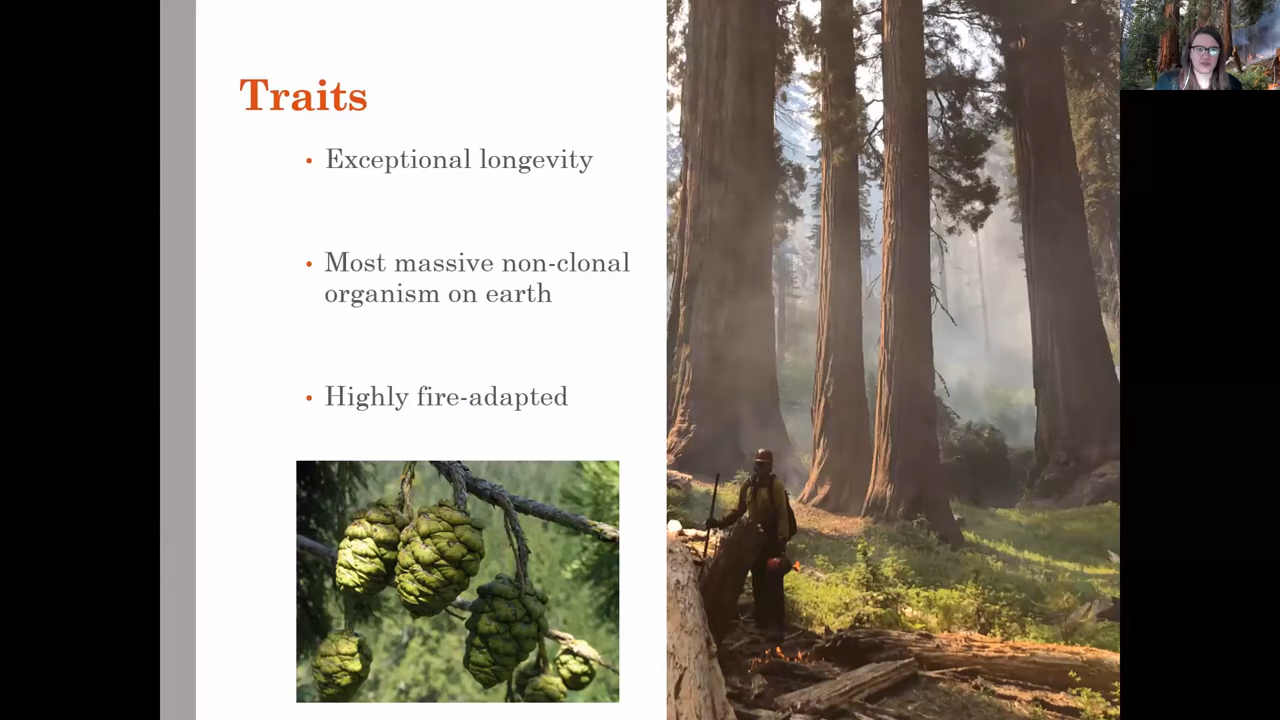 Traits
• Exceptional longevity
• Most massive non-clonal
organism on earth
• Highly fire-adapted